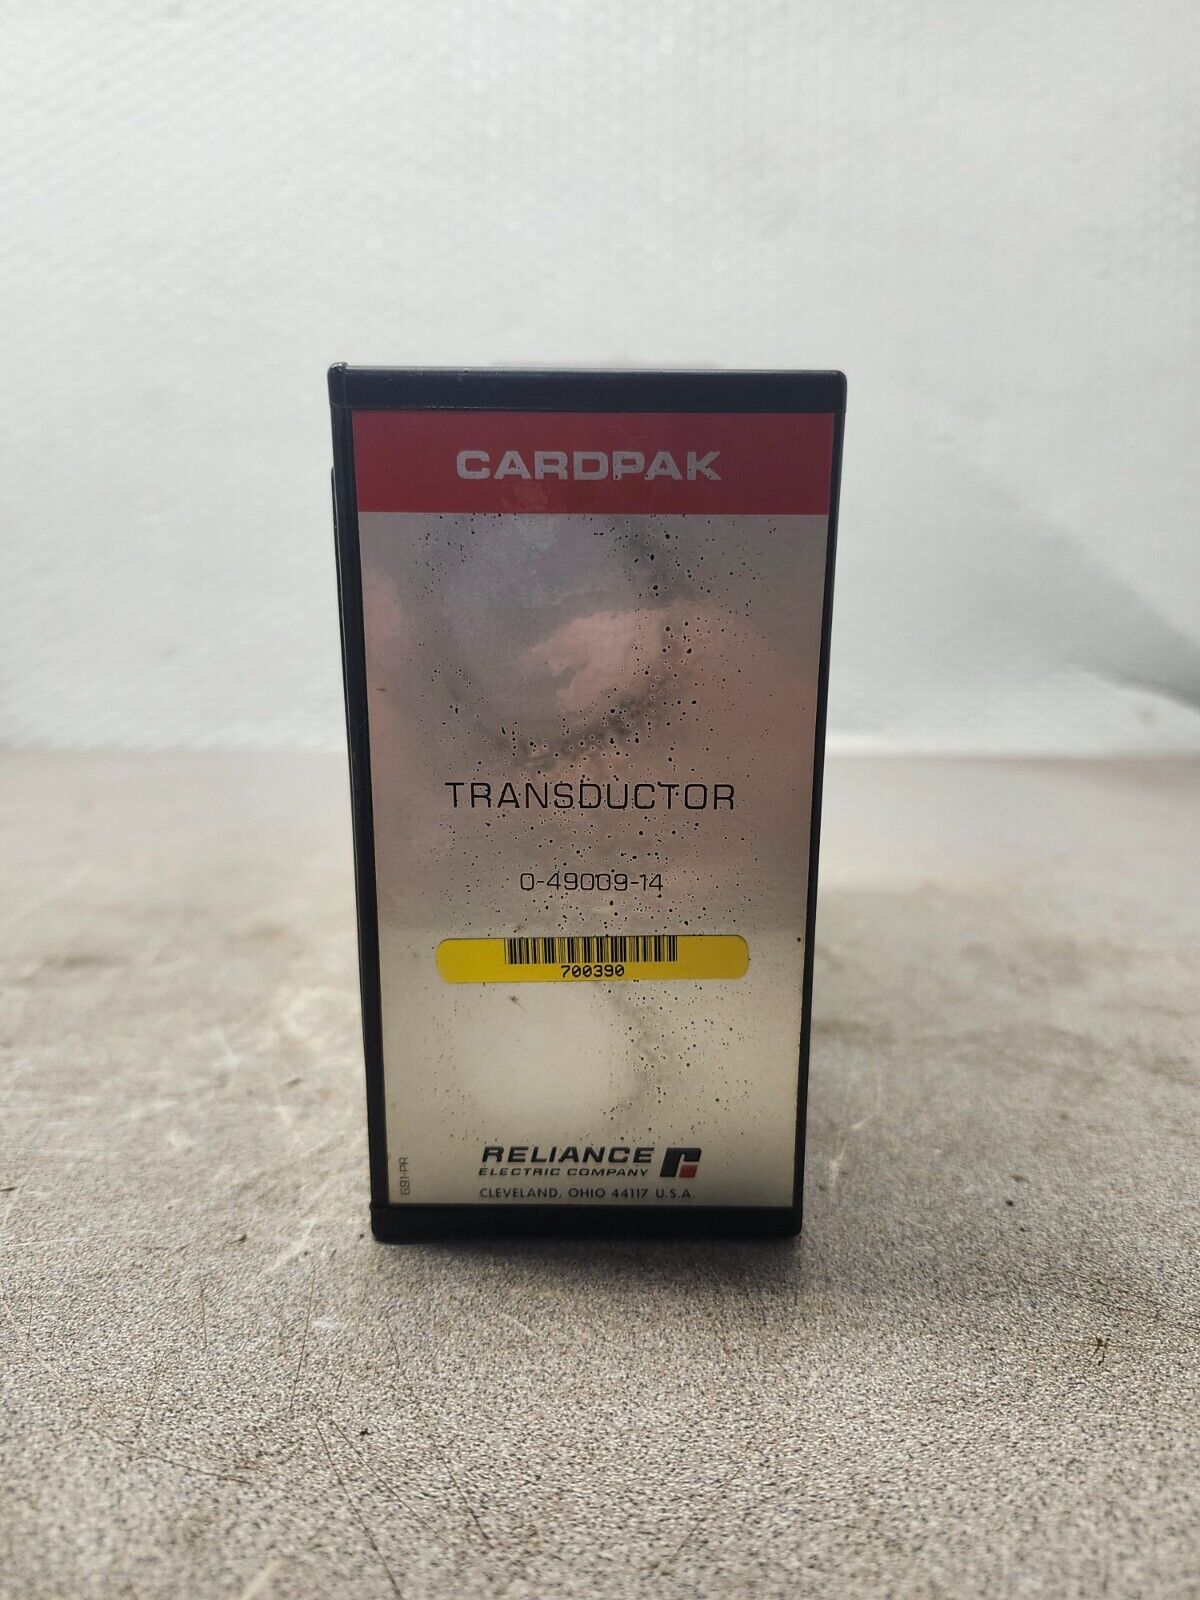 CARDPAK
TRANSDUCTOR
0-49009-14
700390
RELIANCE
ELECTRIC COMPANY
CLEVELAND, OHIO 44117 U.S.A.
691-PR